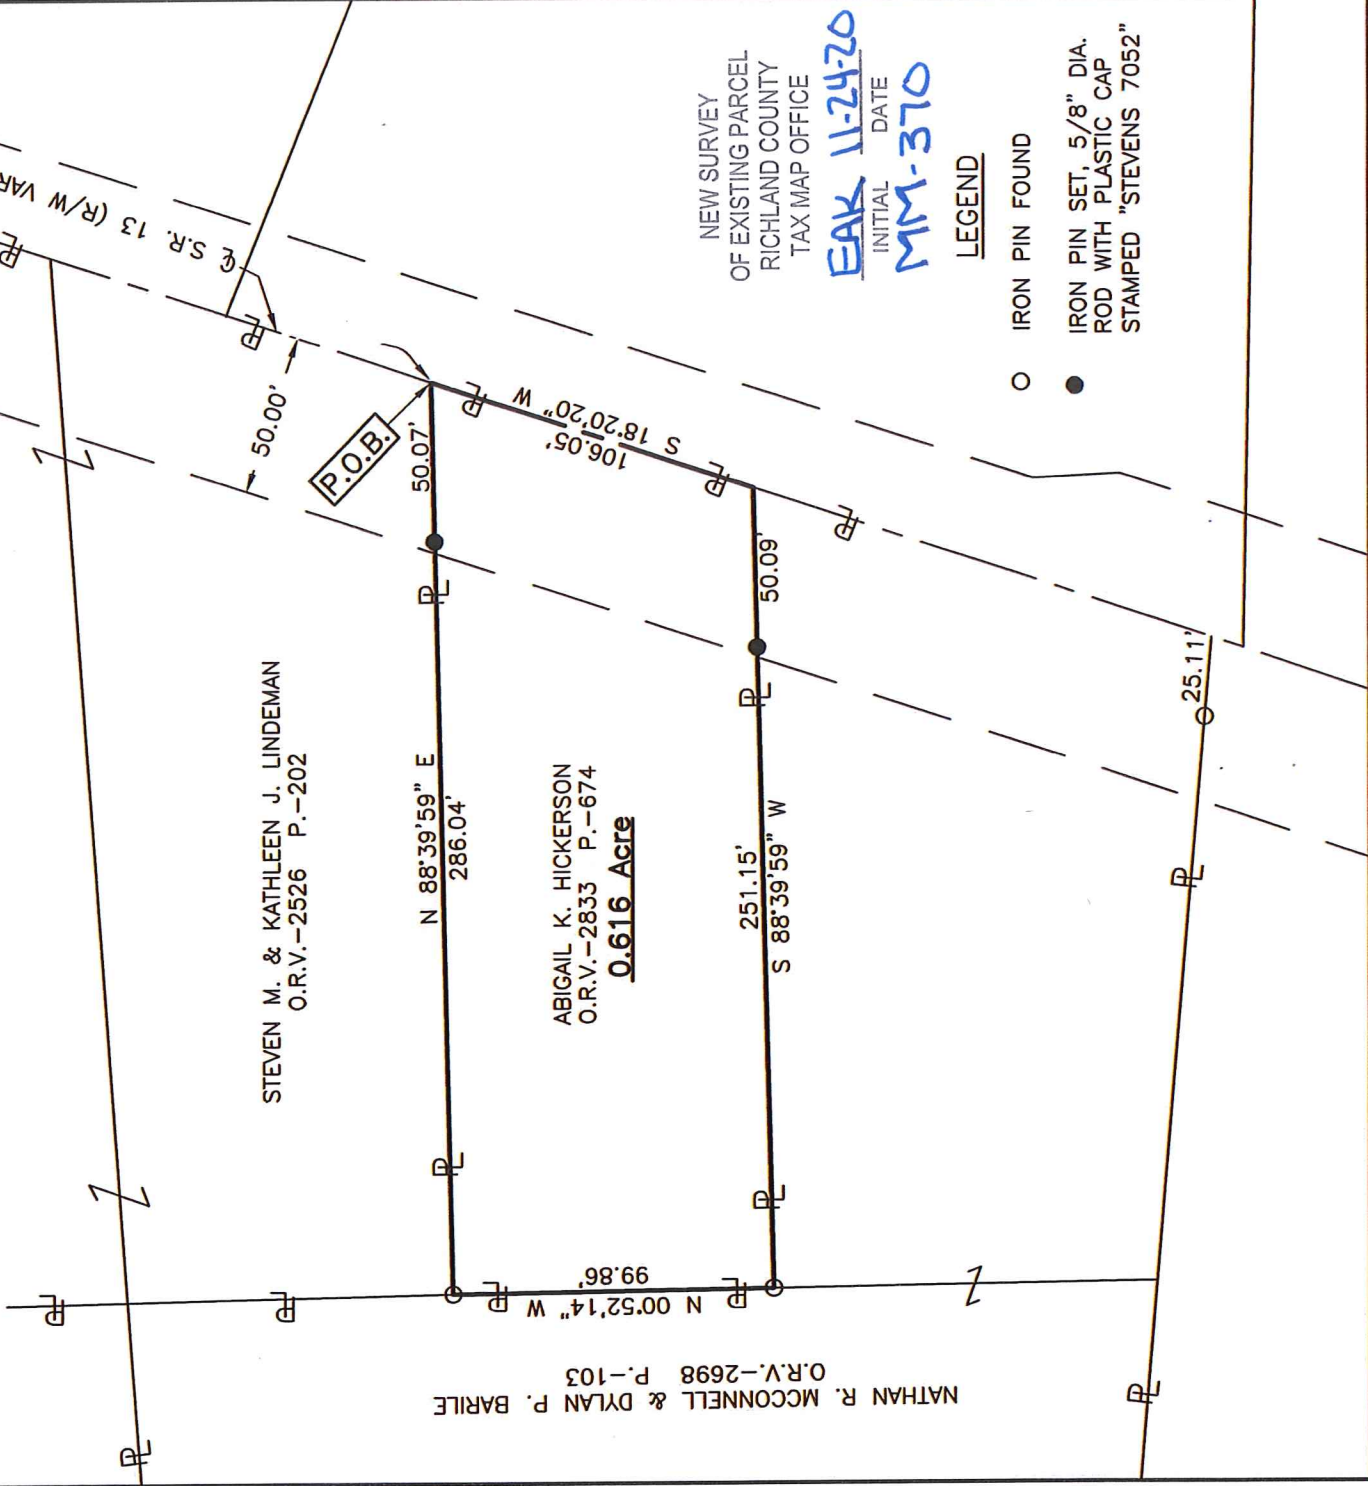 S.R. 13 (R/W VAR
50.00'
P.O.B.
50.07'
S 18°20'20" W
106.05'
50.09'
25.11'
STEVEN M. & KATHLEEN J. LINDEMAN
O.R.V.-2526 P.-202
N 88°39'59" E
286.04'
ABIGAIL K. HICKERSON
O.R.V.-2833 P.-674
0.616 Acre
251.15'
S 88°39'59" W
99.86'
N 00°52'14" W
NATHAN R. MCCONNELL & DYLAN P. BARILE
O.R.V.-2698 P.-103
NEW SURVEY
OF EXISTING PARCEL
RICHLAND COUNTY
TAX MAP OFFICE
EAK 11-24-20
INITIAL DATE
MM-370
LEGEND
IRON PIN FOUND
IRON PIN SET, 5/8" DIA.
ROD WITH PLASTIC CAP
STAMPED "STEVENS 7052"